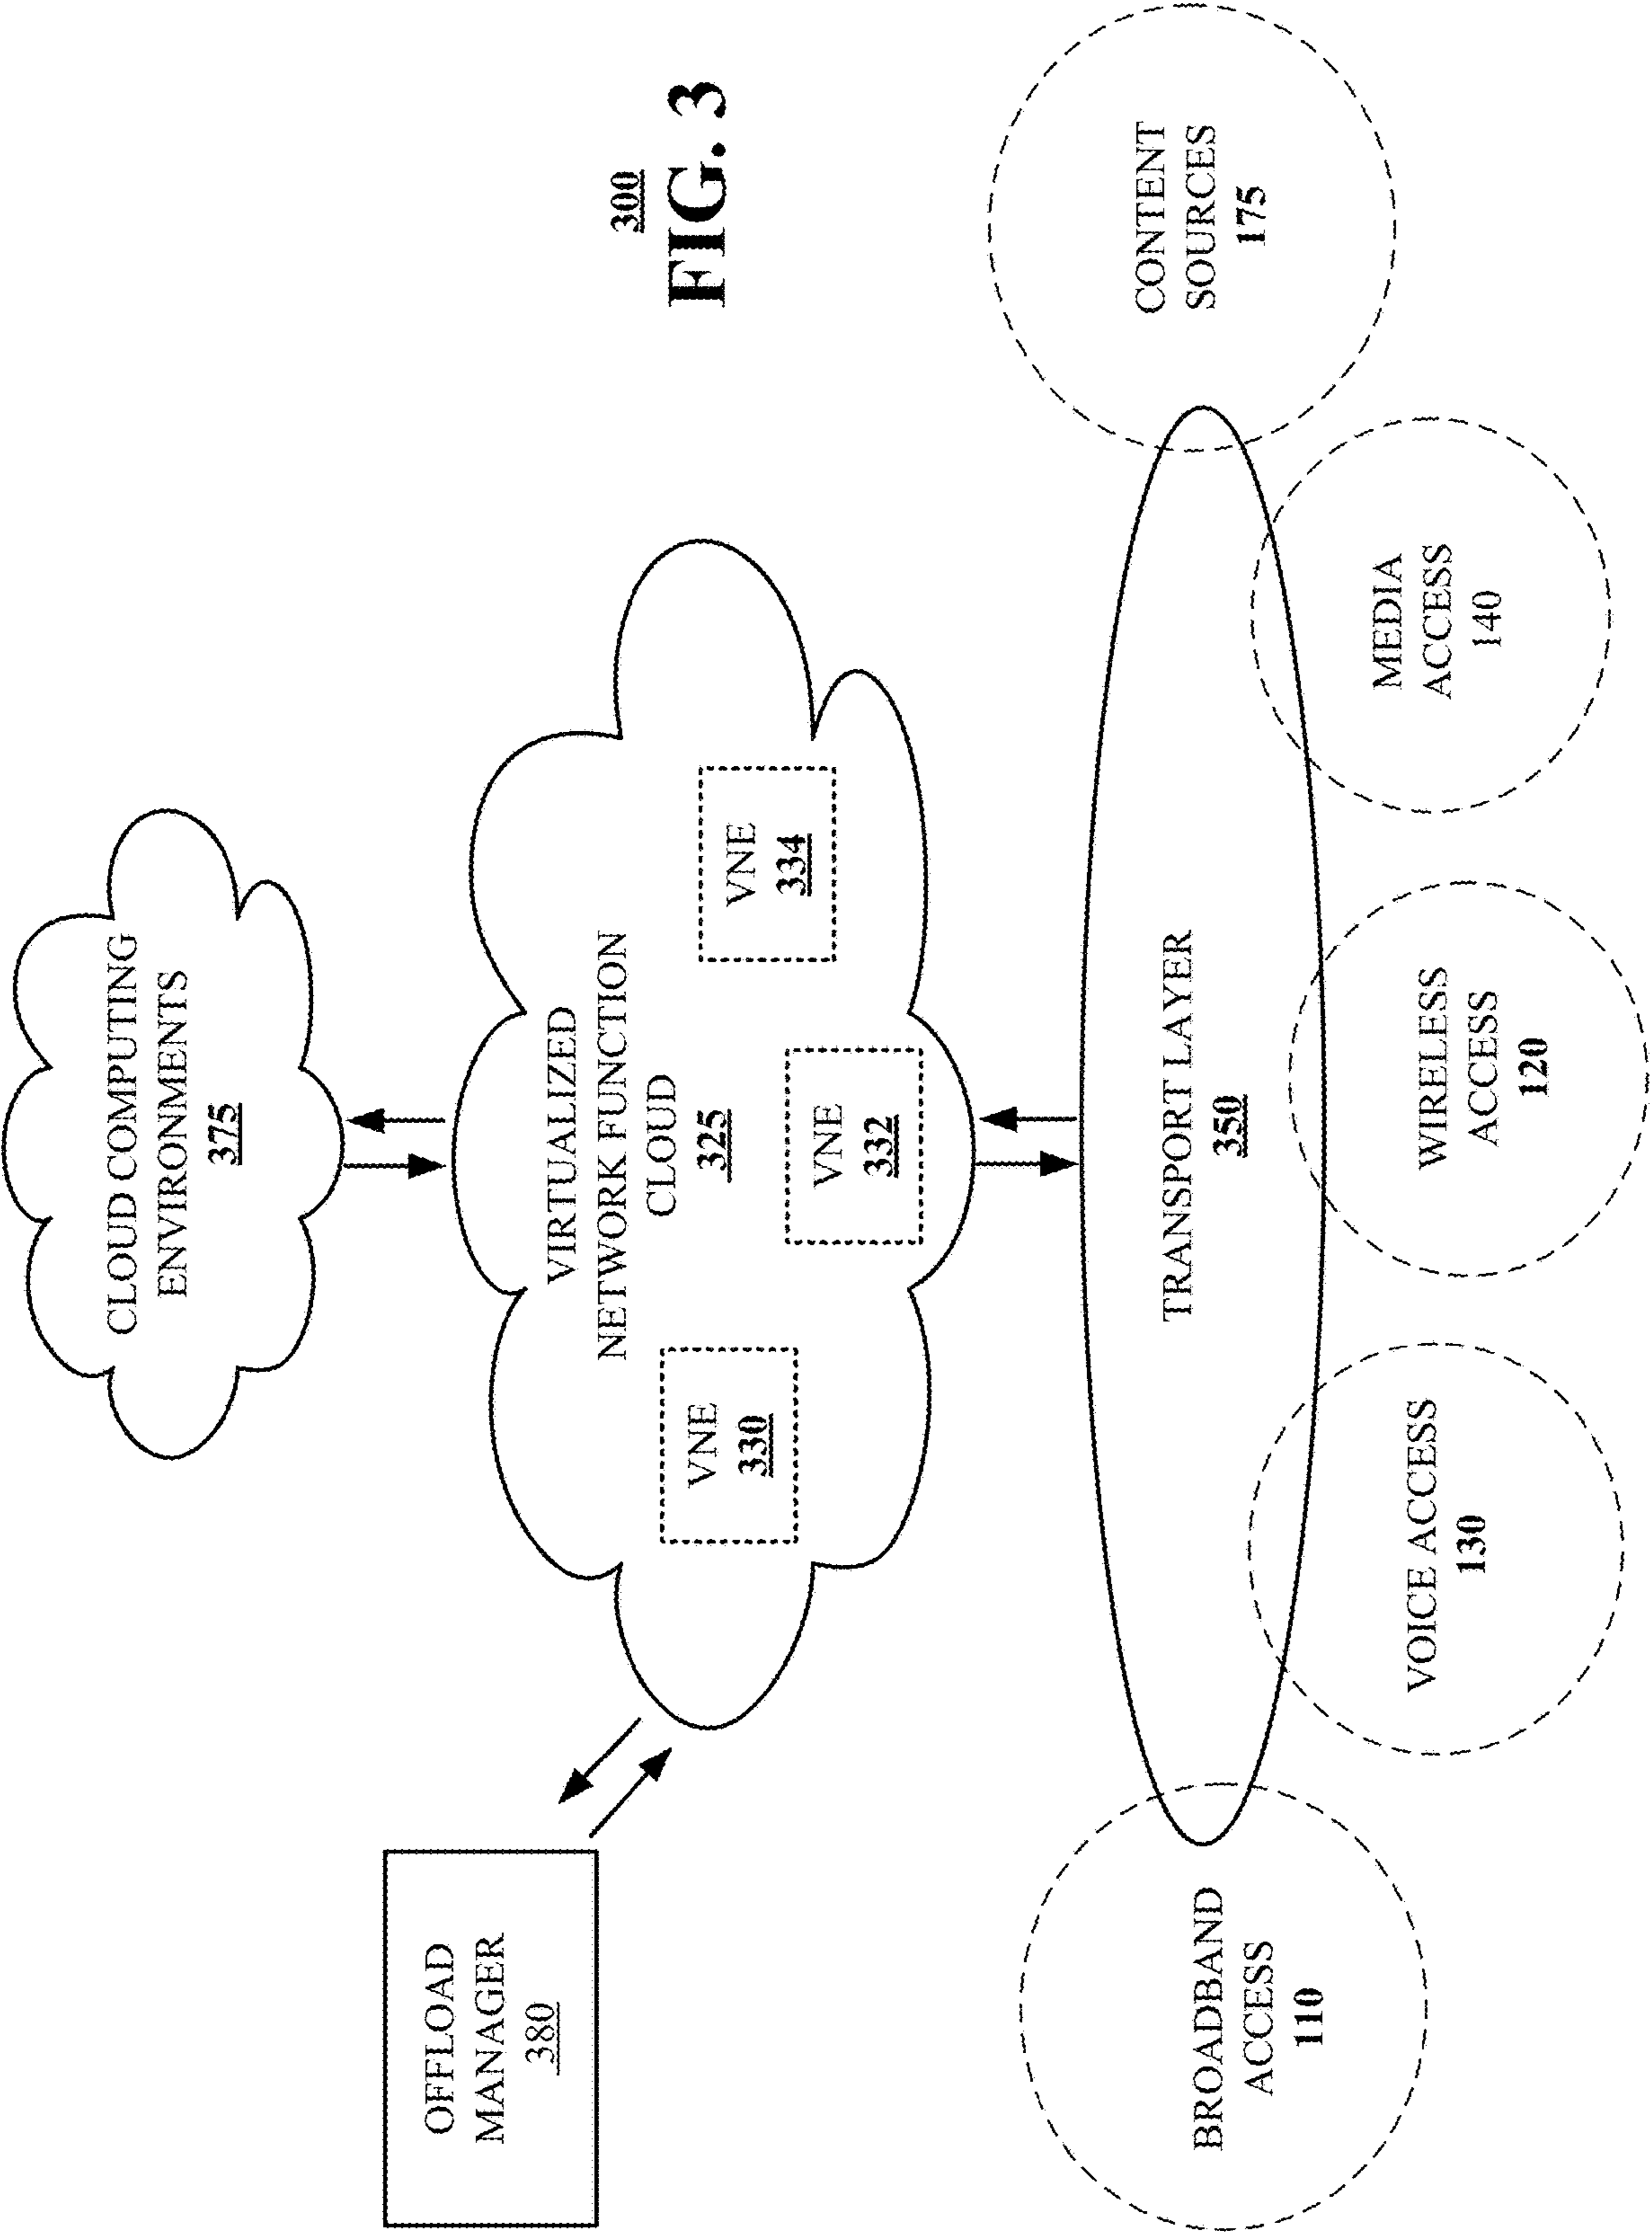 CLOUD COMPUTING
ENVIRONMENTS
375
OFFLOAD
MANAGER
380
VIRTUALIZED
NETWORK FUNCTION
CLOUD
325
VNE
330
VNE
332
VNE
334
300
FIG. 3
TRANSPORT LAYER
350
BROADBAND
ACCESS
110
VOICE ACCESS
130
WIRELESS
ACCESS
120
MEDIA
ACCESS
140
CONTENT
SOURCES
175